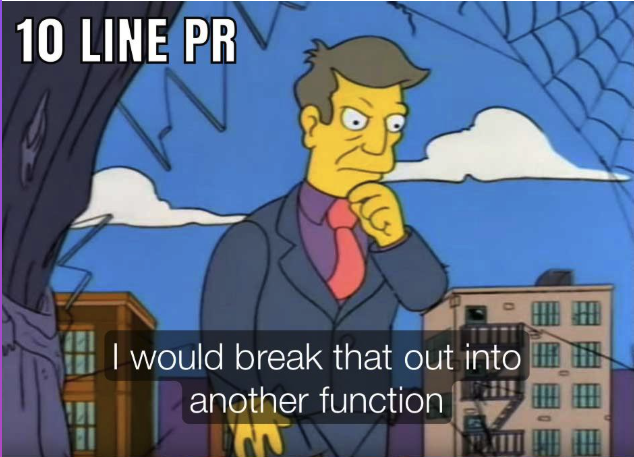 10 LINE PR
I would break that out into
another function